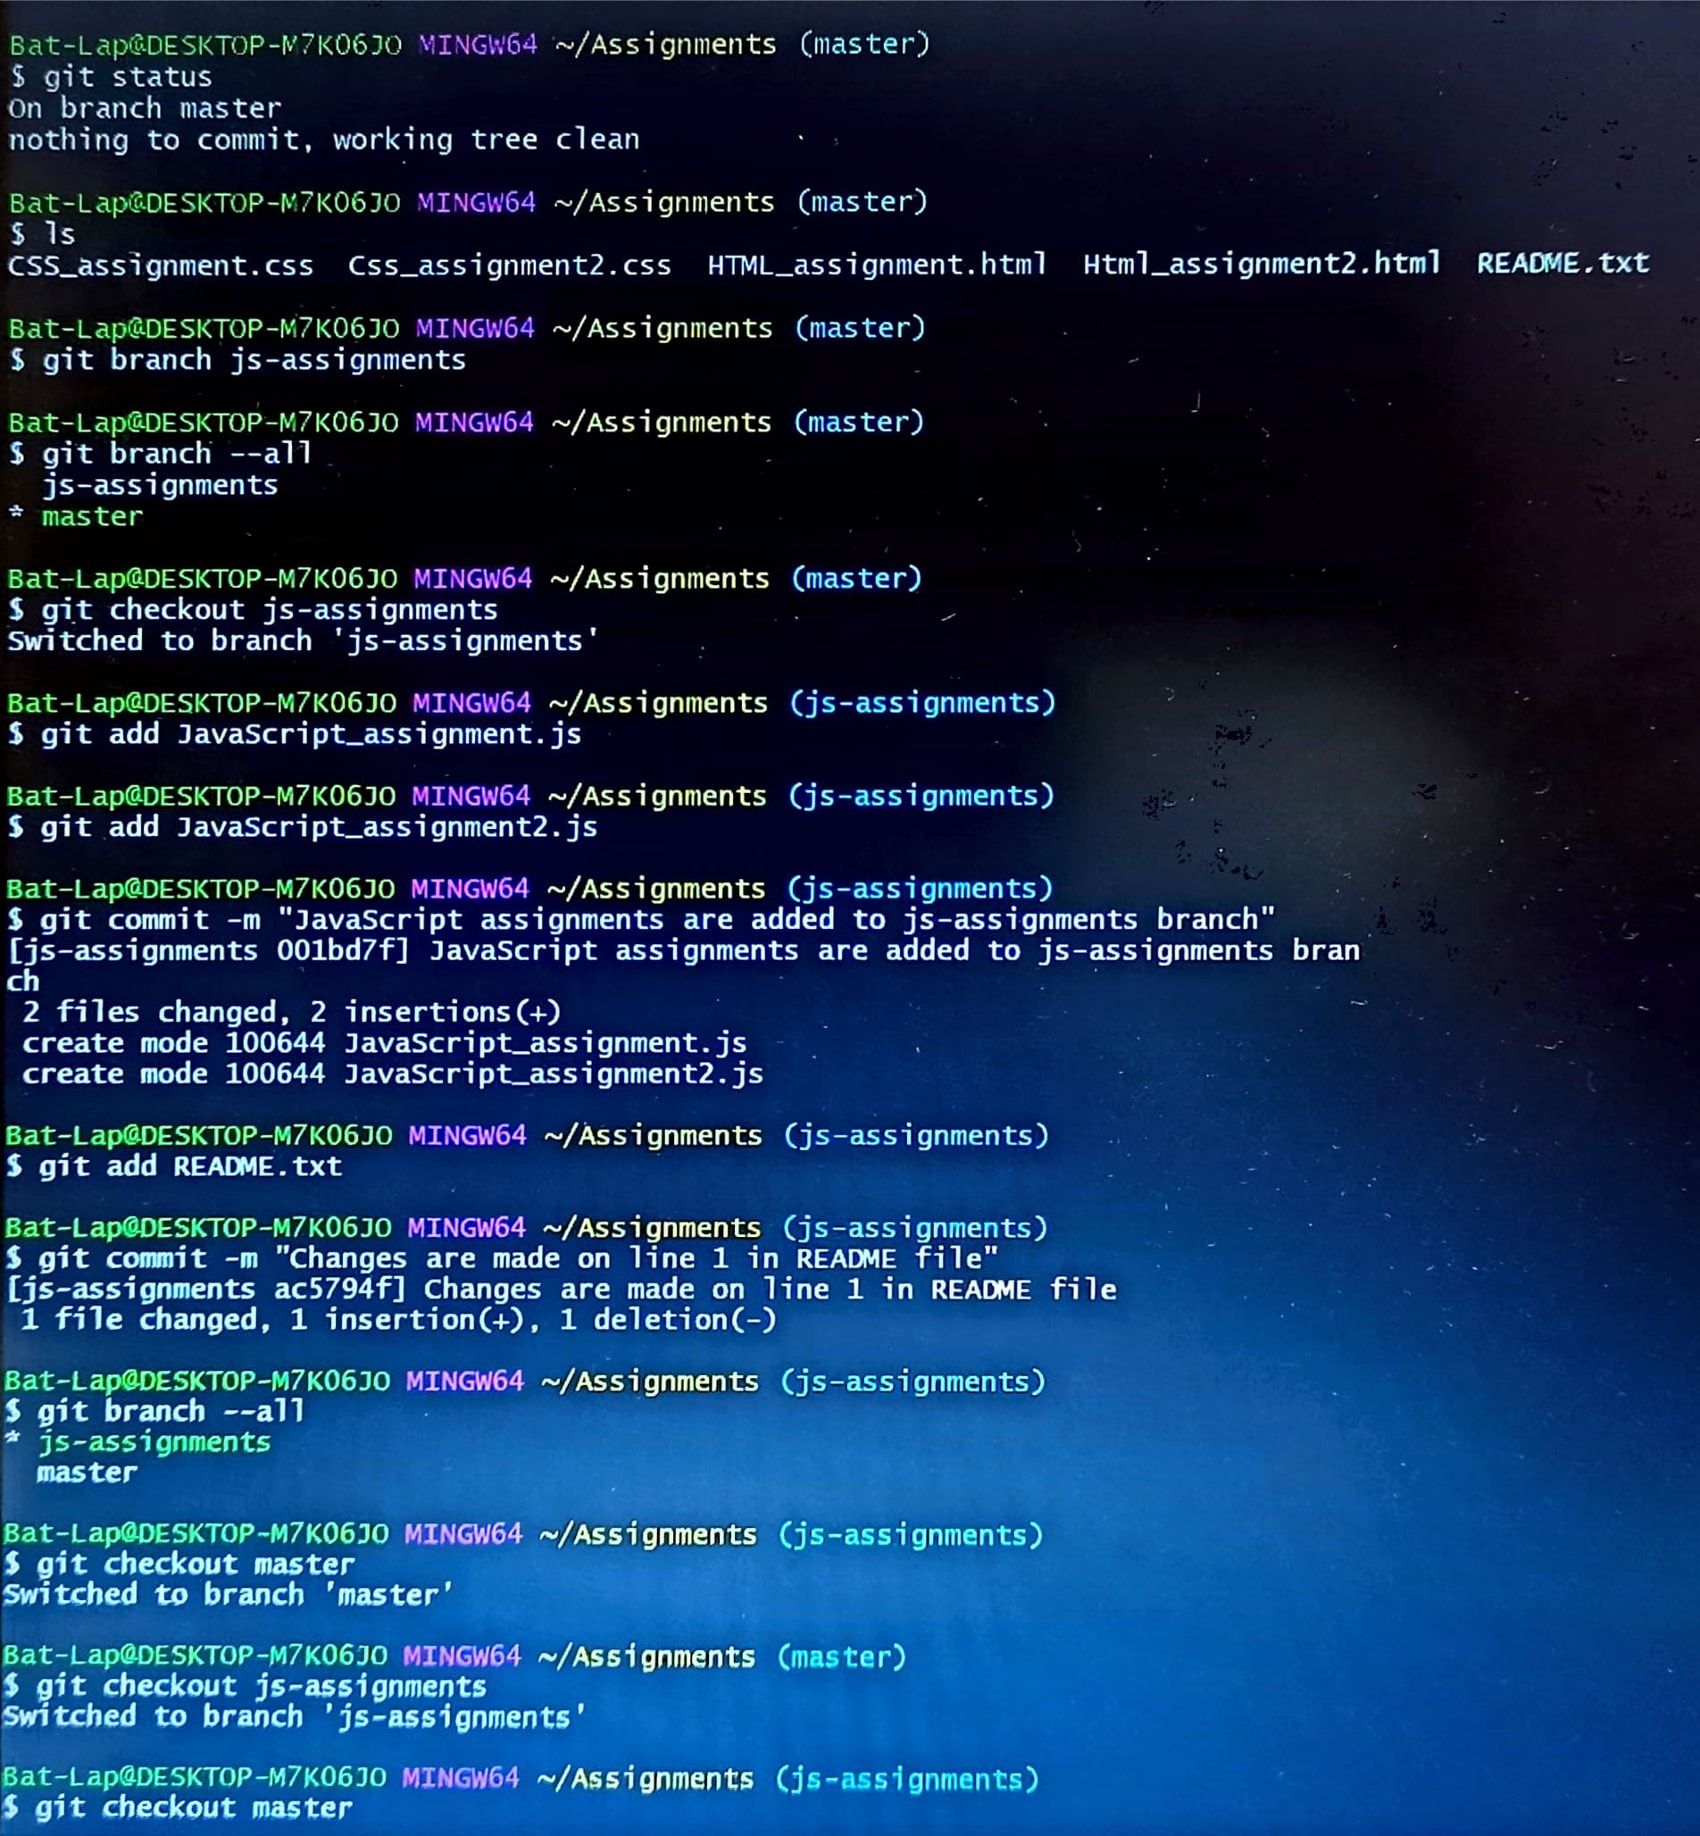 Bat-Lap@DESKTOP-M7K06JO MINGW64 ~/Assignments (master)
$ git status
On branch master
nothing to commit, working tree clean
Bat-Lap@DESKTOP-M7K06JO MINGW64 ~/Assignments (master)
$ ls
CSS_assignment.css  Css_assignment2.css  HTML_assignment.html  Html_assignment2.html  README.txt
Bat-Lap@DESKTOP-M7K06JO MINGW64 ~/Assignments (master)
$ git branch js-assignments
Bat-Lap@DESKTOP-M7K06JO MINGW64 ~/Assignments (master)
$ git branch --all
  js-assignments
* master
Bat-Lap@DESKTOP-M7K06JO MINGW64 ~/Assignments (master)
$ git checkout js-assignments
Switched to branch 'js-assignments'
Bat-Lap@DESKTOP-M7K06JO MINGW64 ~/Assignments (js-assignments)
$ git add JavaScript_assignment.js
Bat-Lap@DESKTOP-M7K06JO MINGW64 ~/Assignments (js-assignments)
$ git add JavaScript_assignment2.js
Bat-Lap@DESKTOP-M7K06JO MINGW64 ~/Assignments (js-assignments)
$ git commit -m "JavaScript assignments are added to js-assignments branch"
[js-assignments 001bd7f] JavaScript assignments are added to js-assignments bran
ch
 2 files changed, 2 insertions(+)
 create mode 100644 JavaScript_assignment.js
 create mode 100644 JavaScript_assignment2.js
Bat-Lap@DESKTOP-M7K06JO MINGW64 ~/Assignments (js-assignments)
$ git add README.txt
Bat-Lap@DESKTOP-M7K06JO MINGW64 ~/Assignments (js-assignments)
$ git commit -m "Changes are made on line 1 in README file"
[js-assignments ac5794f] Changes are made on line 1 in README file
 1 file changed, 1 insertion(+), 1 deletion(-)
Bat-Lap@DESKTOP-M7K06JO MINGW64 ~/Assignments (js-assignments)
$ git branch --all
* js-assignments
  master
Bat-Lap@DESKTOP-M7K06JO MINGW64 ~/Assignments (js-assignments)
$ git checkout master
Switched to branch 'master'
Bat-Lap@DESKTOP-M7K06JO MINGW64 ~/Assignments (master)
$ git checkout js-assignments
Switched to branch 'js-assignments'
Bat-Lap@DESKTOP-M7K06JO MINGW64 ~/Assignments (js-assignments)
$ git checkout master